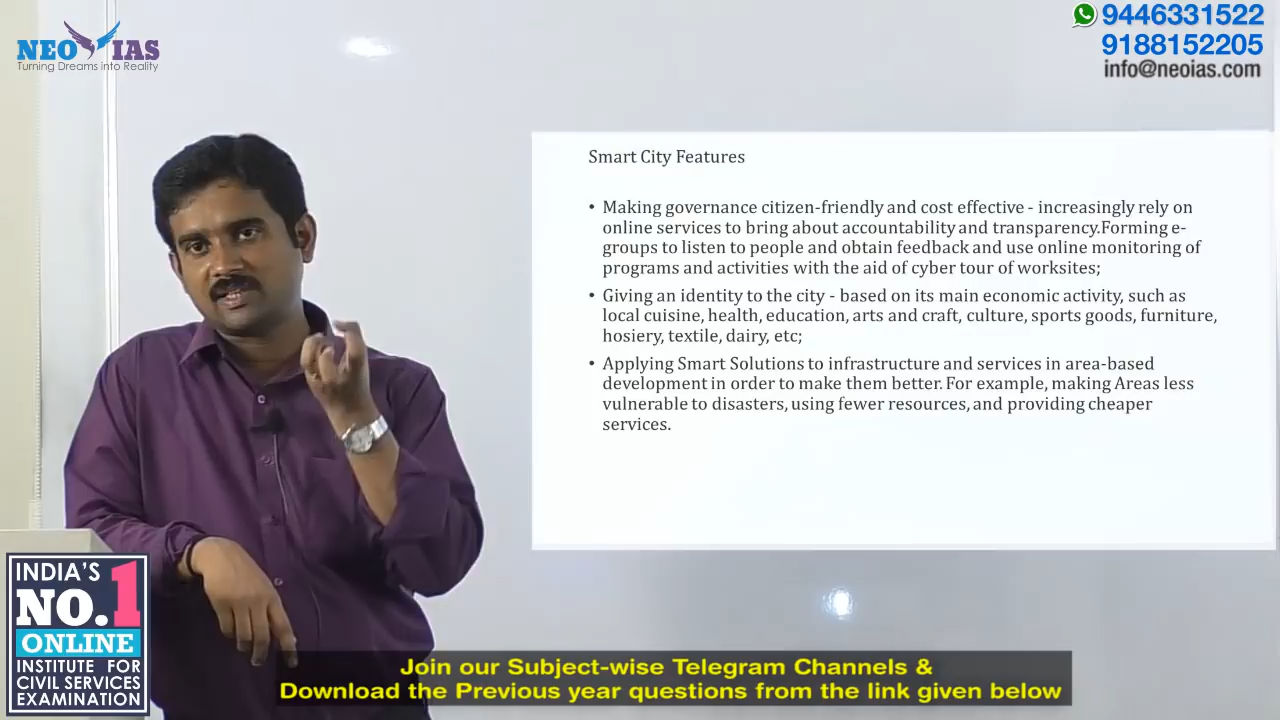 NEO IAS
Turning Dreams into Reality
9446331522
9188152205
info@neoias.com
Smart City Features
• Making governance citizen-friendly and cost effective - increasingly rely on
online services to bring about accountability and transparency.Forming e-
groups to listen to people and obtain feedback and use online monitoring of
programs and activities with the aid of cyber tour of worksites;
• Giving an identity to the city - based on its main economic activity, such as
local cuisine, health, education, arts and craft, culture, sports goods, furniture,
hosiery, textile, dairy, etc;
• Applying Smart Solutions to infrastructure and services in area-based
development in order to make them better. For example, making Areas less
vulnerable to disasters, using fewer resources, and providing cheaper
services.
INDIA'S
NO.1
ONLINE
INSTITUTE FOR
CIVIL SERVICES
EXAMINATION
Join our Subject-wise Telegram Channels &
Download the Previous year questions from the link given below